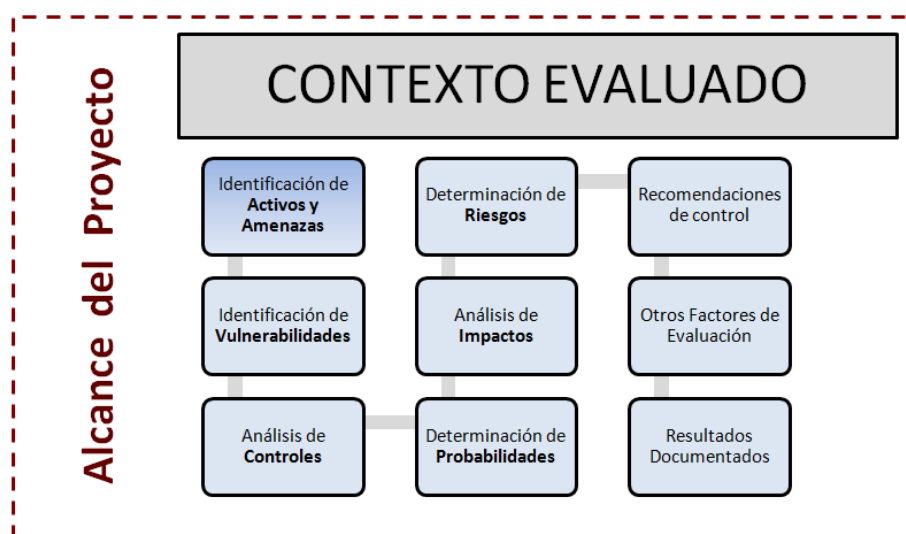 Alcance del Proyecto
CONTEXTO EVALUADO
Identificación de
Activos y
Amenazas
Identificación de
Vulnerabilidades
Análisis de
Controles
Determinación de
Probabilidades
Análisis de
Impactos
Determinación de
Riesgos
Recomendaciones
de control
Otros Factores de
Evaluación
Resultados
Documentados